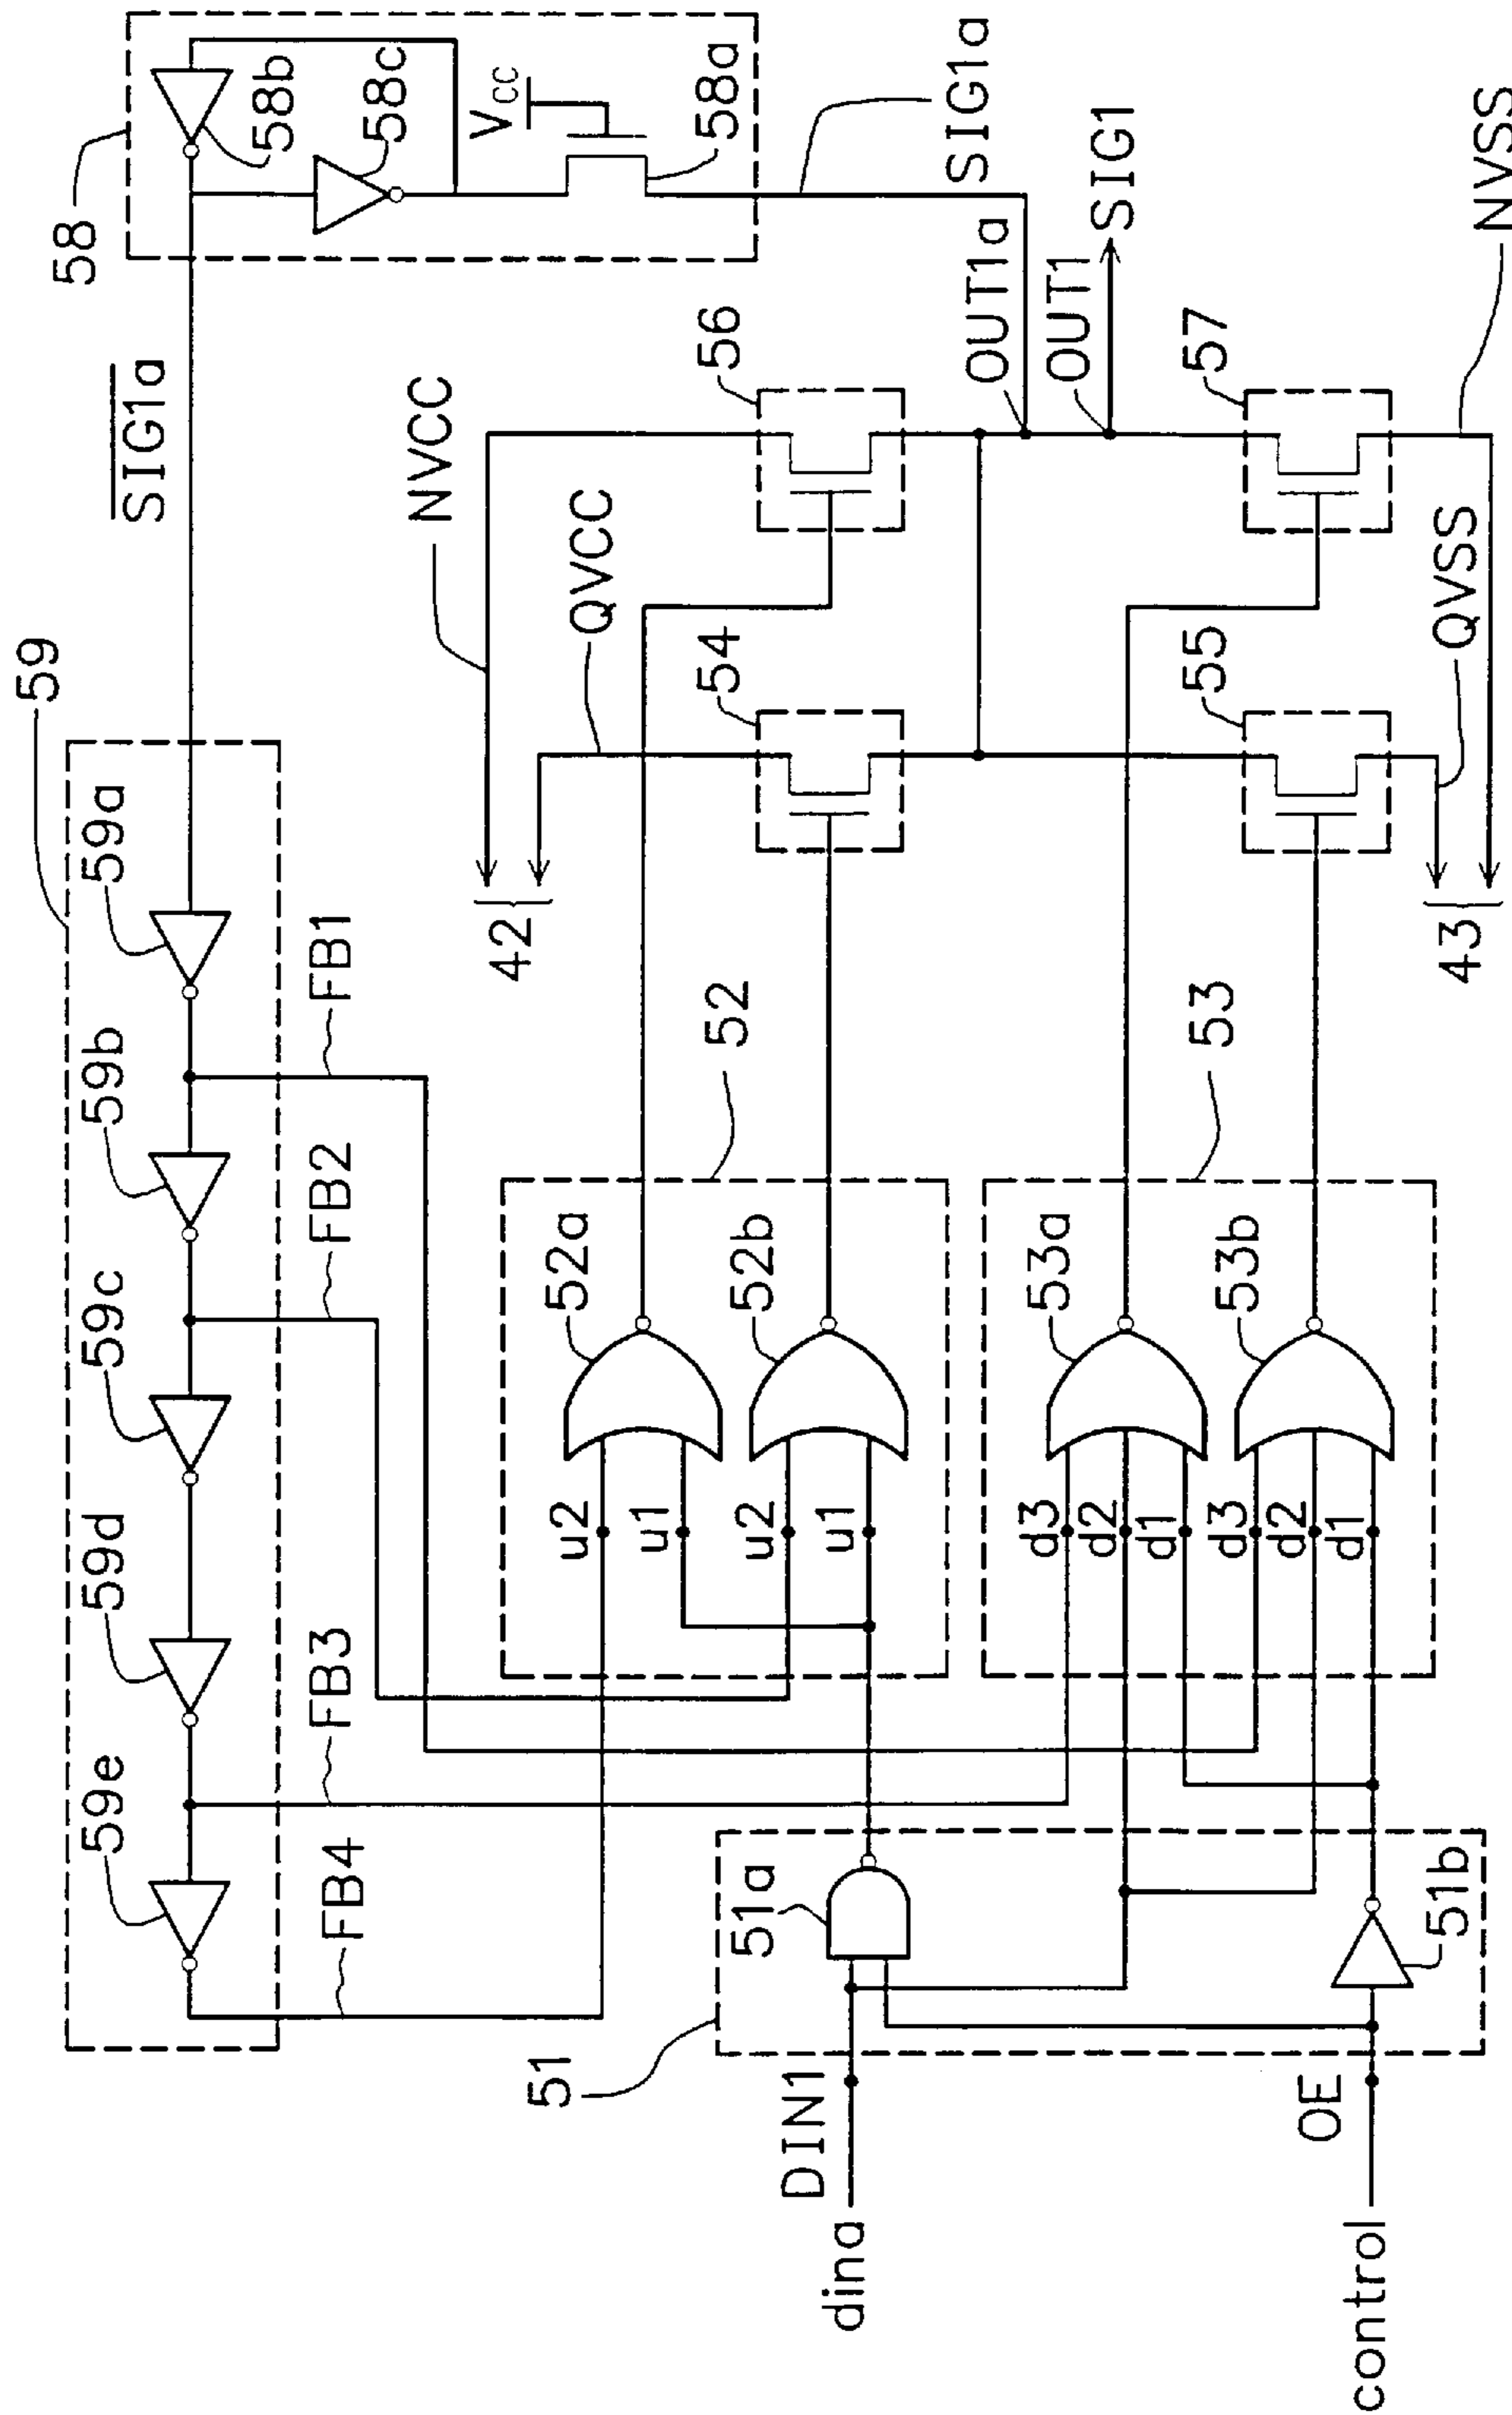 59
59e
59d
59c
59b
59a
SIG1a
58
58b
58c
VCC
58a
FB4
FB3
FB2
FB1
NVCC
QVCC
42
SIG1a
52
52a
u2
u1
52b
u2
u1
54
56
OUT1a
OUT1
SIG1
51
51a
DIN1
dina
53
53a
d3
d2
d1
53b
d3
d2
d1
55
57
OE
control
51b
43
QVSS
NVSS